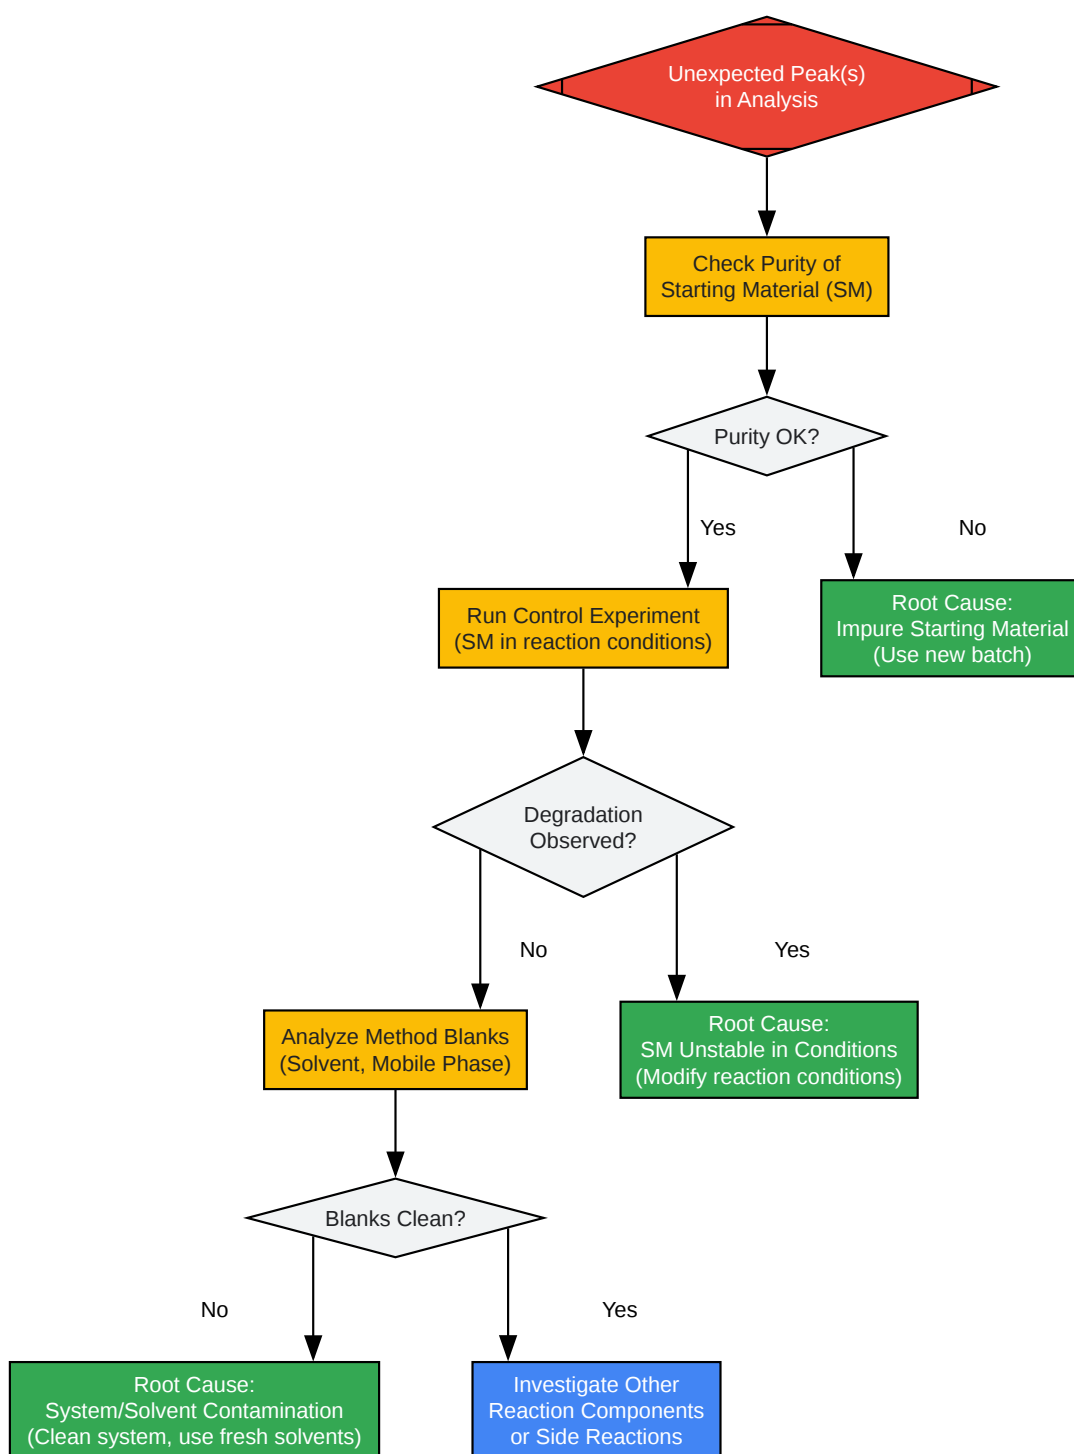 Unexpected Peak(s)
in Analysis
Check Purity of
Starting Material (SM)
Purity OK?
Yes
No
Run Control Experiment
(SM in reaction conditions)
Root Cause:
Impure Starting Material
(Use new batch)
Degradation
Observed?
No
Yes
Analyze Method Blanks
(Solvent, Mobile Phase)
Root Cause:
SM Unstable in Conditions
(Modify reaction conditions)
Blanks Clean?
No
Yes
Root Cause:
System/Solvent Contamination
(Clean system, use fresh solvents)
Investigate Other
Reaction Components
or Side Reactions